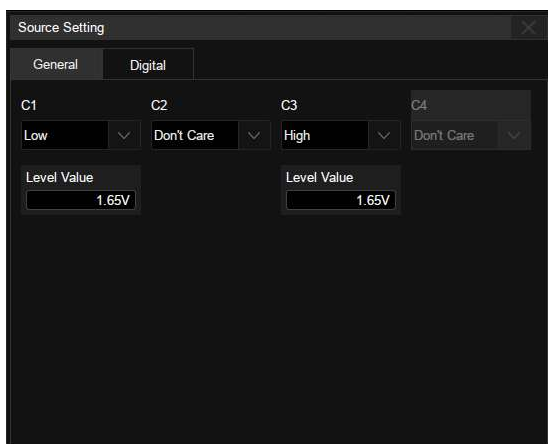 Source Setting
General Digital
C1 C2 C3 C4
Low Don't Care High Don't Care
Level Value Level Value
1.65V 1.65V